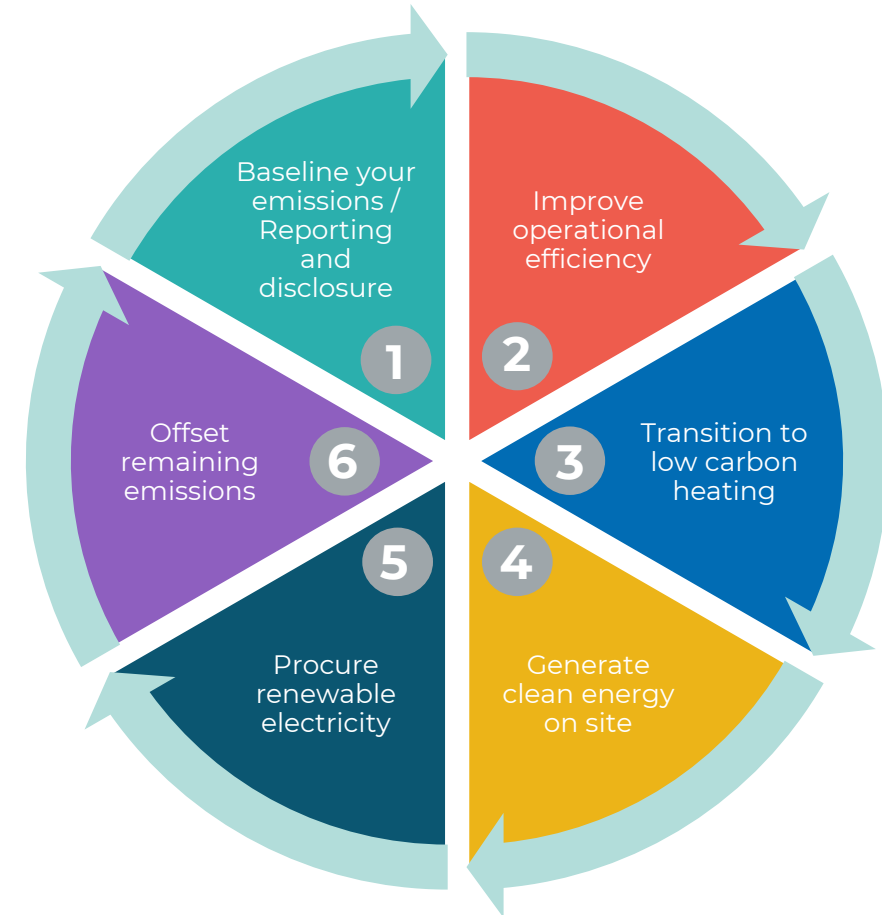 Baseline your
emissions /
Reporting
and
disclosure
1
Improve
operational
efficiency
2
Transition to
low carbon
heating
3
Generate
clean energy
on site
4
Procure
renewable
electricity
5
Offset
remaining
emissions
6